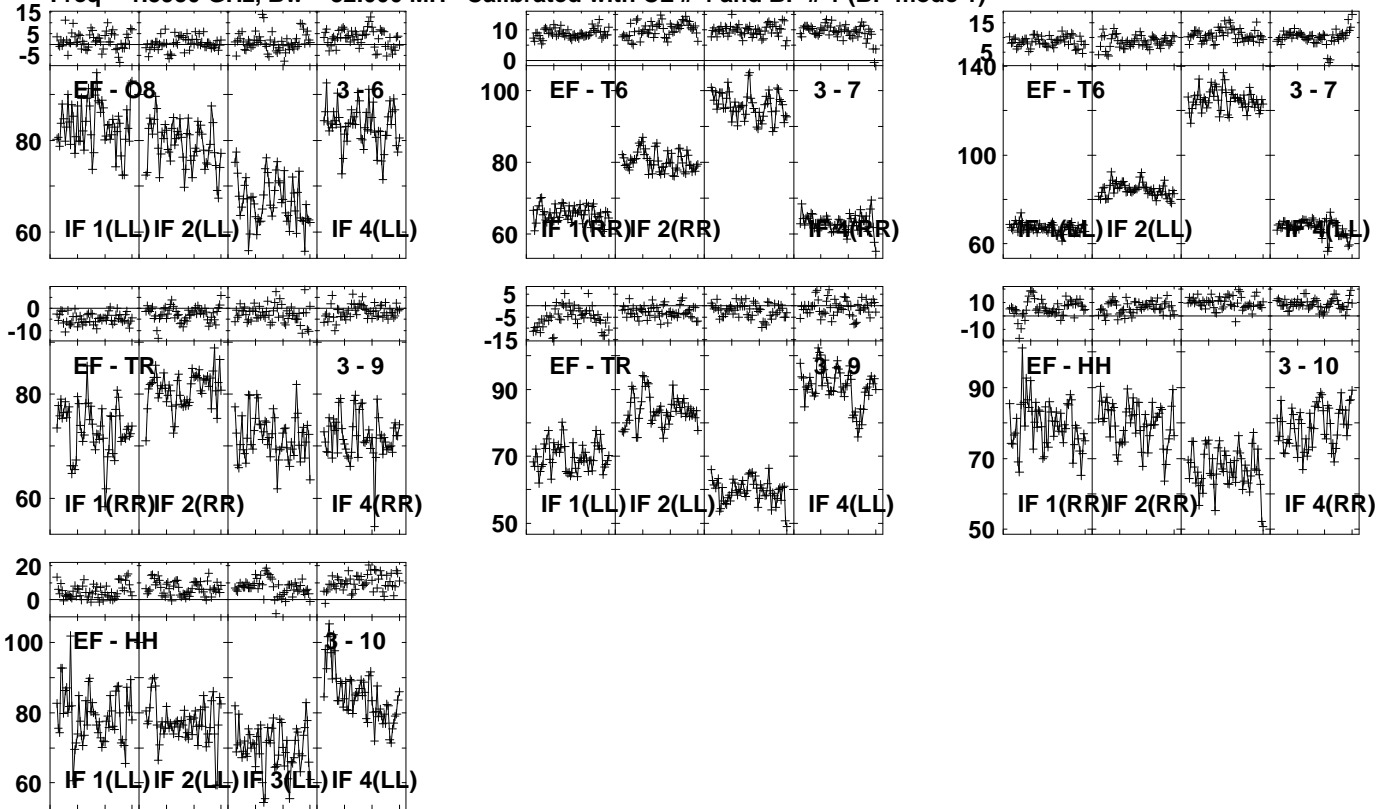 15
5
-5
EF - O8
3 - 6
80
60
IF 1(LL)
IF 2(LL)
IF 4(LL)
10
0
100
EF - T6
3 - 7
80
60
IF 1(RR)
IF 2(RR)
IF 4(RR)
15
5
140
EF - T6
3 - 7
100
60
IF 1(LL)
IF 2(LL)
IF 4(LL)
0
-10
EF - TR
3 - 9
80
60
IF 1(RR)
IF 2(RR)
IF 4(RR)
5
-5
-15
EF - TR
3 - 9
90
70
50
IF 1(LL)
IF 2(LL)
IF 4(LL)
10
-10
EF - HH
3 - 10
90
70
50
IF 1(RR)
IF 2(RR)
IF 4(RR)
20
0
100
EF - HH
3 - 10
80
60
IF 1(LL)
IF 2(LL)
IF 3(LL)
IF 4(LL)